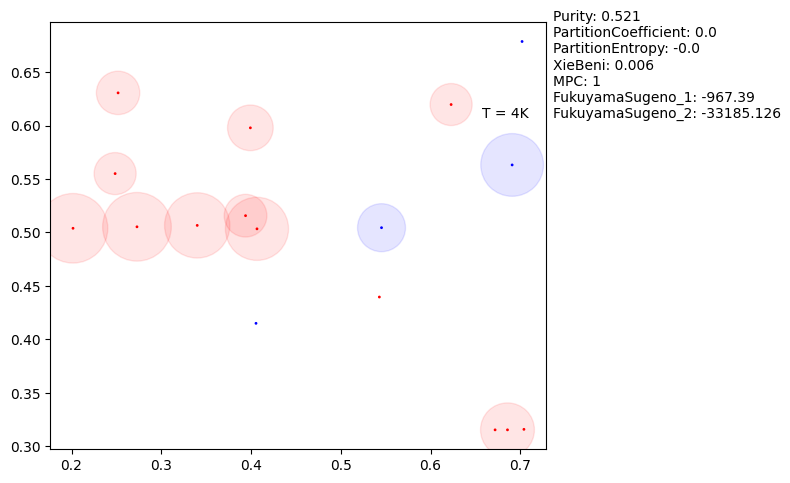 Purity: 0.521
PartitionCoefficient: 0.0
PartitionEntropy: -0.0
XieBeni: 0.006
MPC: 1
FukuyamaSugeno_1: -967.39
FukuyamaSugeno_2: -33185.126
T = 4K
0.65
0.60
0.55
0.50
0.45
0.40
0.35
0.30
0.2 0.3 0.4 0.5 0.6 0.7